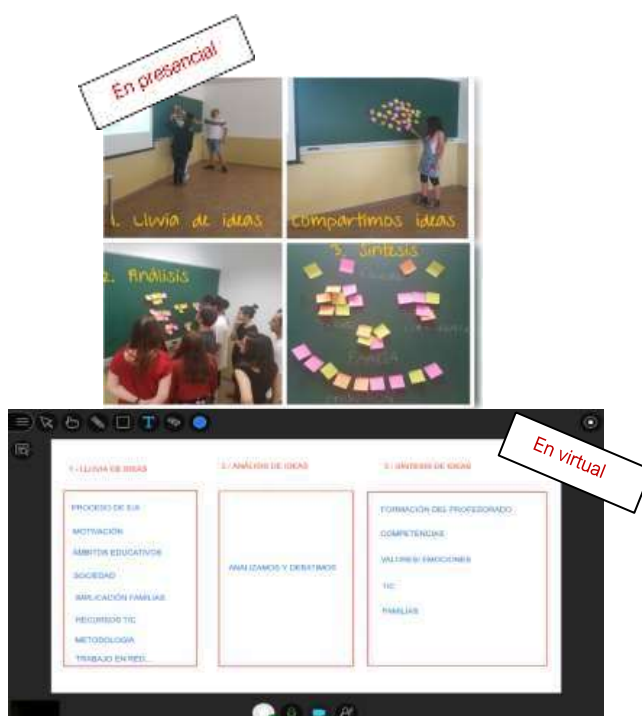 En presencial
1. Lluvia de ideas
Compartimos ideas
2. Análisis
3. Síntesis
FAMILIA
En virtual
1 - LLUVIA DE IDEAS
PROCESO DE E/A
MOTIVACIÓN
ÁMBITOS EDUCATIVOS
SOCIEDAD
IMPLICACIÓN FAMILIAS
RECURSOS TIC
METODOLOGÍA
TRABAJO EN RED...
2.- ANÁLISIS DE IDEAS
ANALIZAMOS Y DEBATIMOS
3.- SÍNTESIS DE IDEAS
FORMACIÓN DEL PROFESORADO
COMPETENCIAS
VALORES/ EMOCIONES
TIC
FAMILIAS